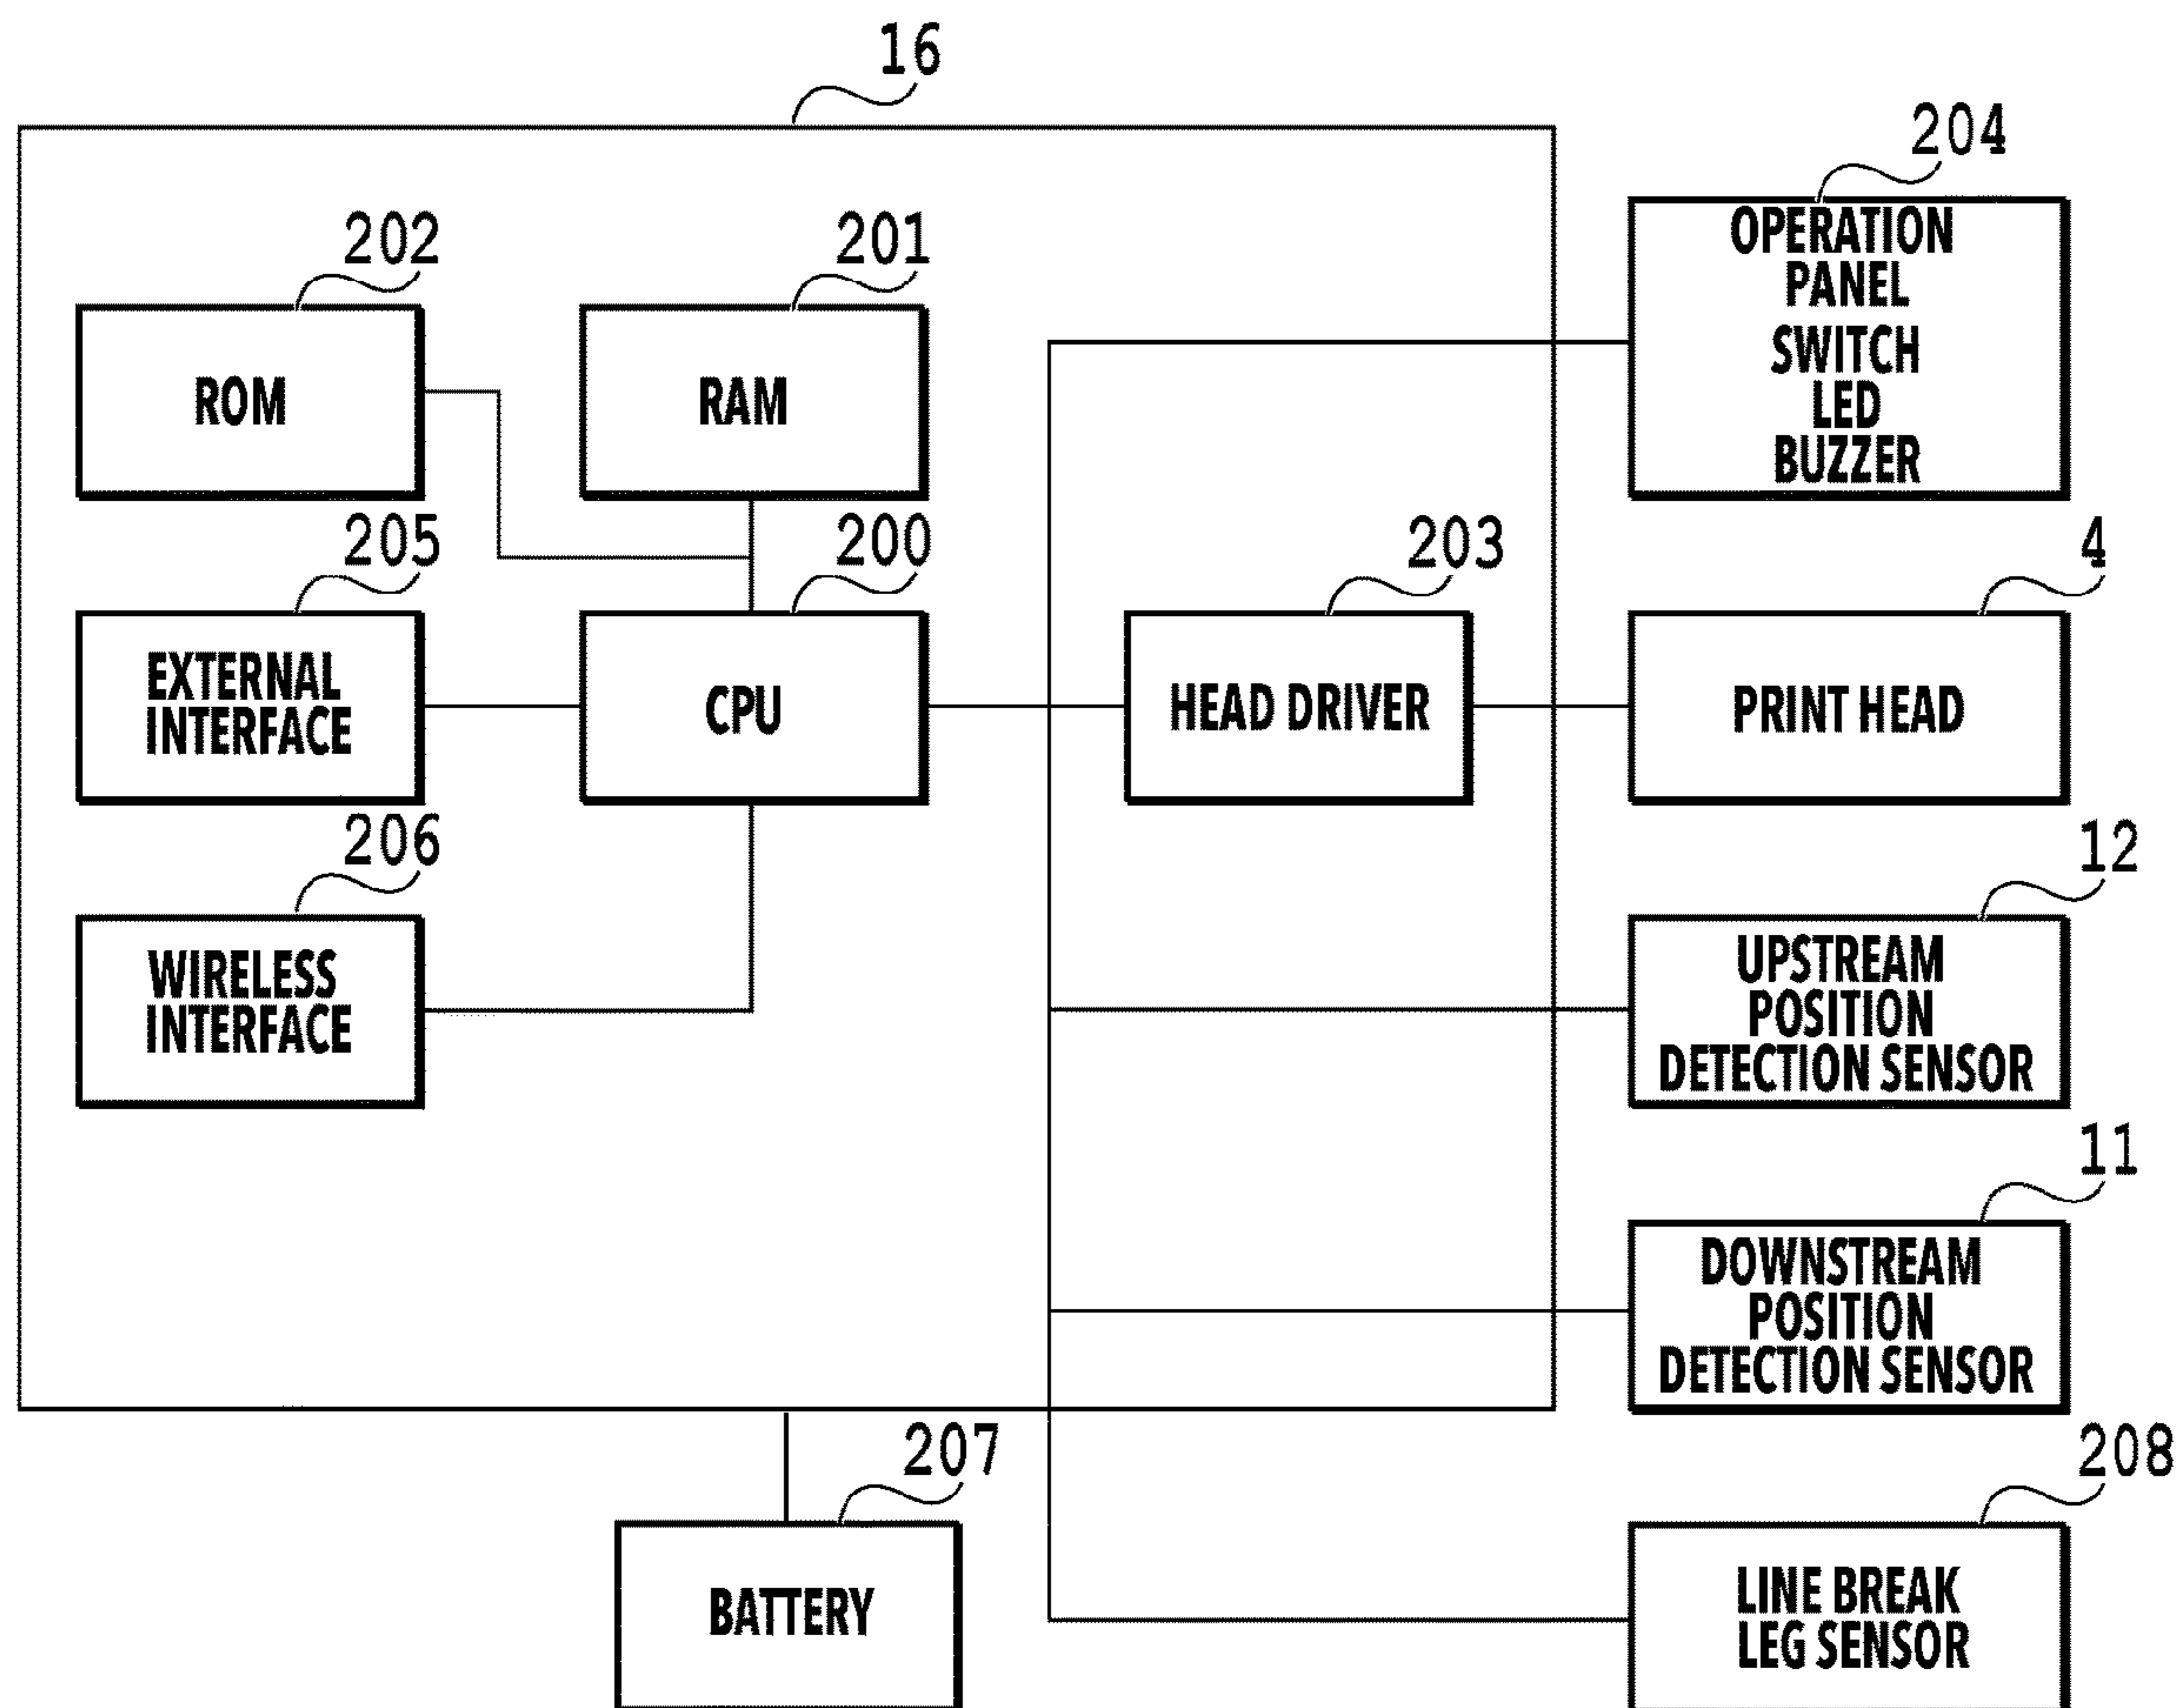 16
204
OPERATION
PANEL
SWITCH
LED
BUZZER
202
ROM
201
RAM
205
EXTERNAL
INTERFACE
200
CPU
203
HEAD DRIVER
4
PRINT HEAD
206
WIRELESS
INTERFACE
12
UPSTREAM
POSITION
DETECTION SENSOR
11
DOWNSTREAM
POSITION
DETECTION SENSOR
207
BATTERY
208
LINE BREAK
LEG SENSOR